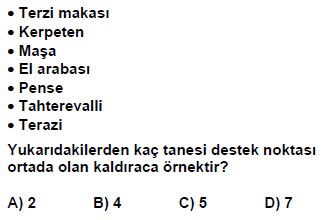 • Terzi makası
• Kerpeten
• Maşa
• El arabası
• Pense
• Tahterevalli
• Terazi
Yukarıdakilerden kaç tanesi destek noktası
ortada olan kaldıraca örnektir?
A) 2 B) 4 C) 5 D) 7